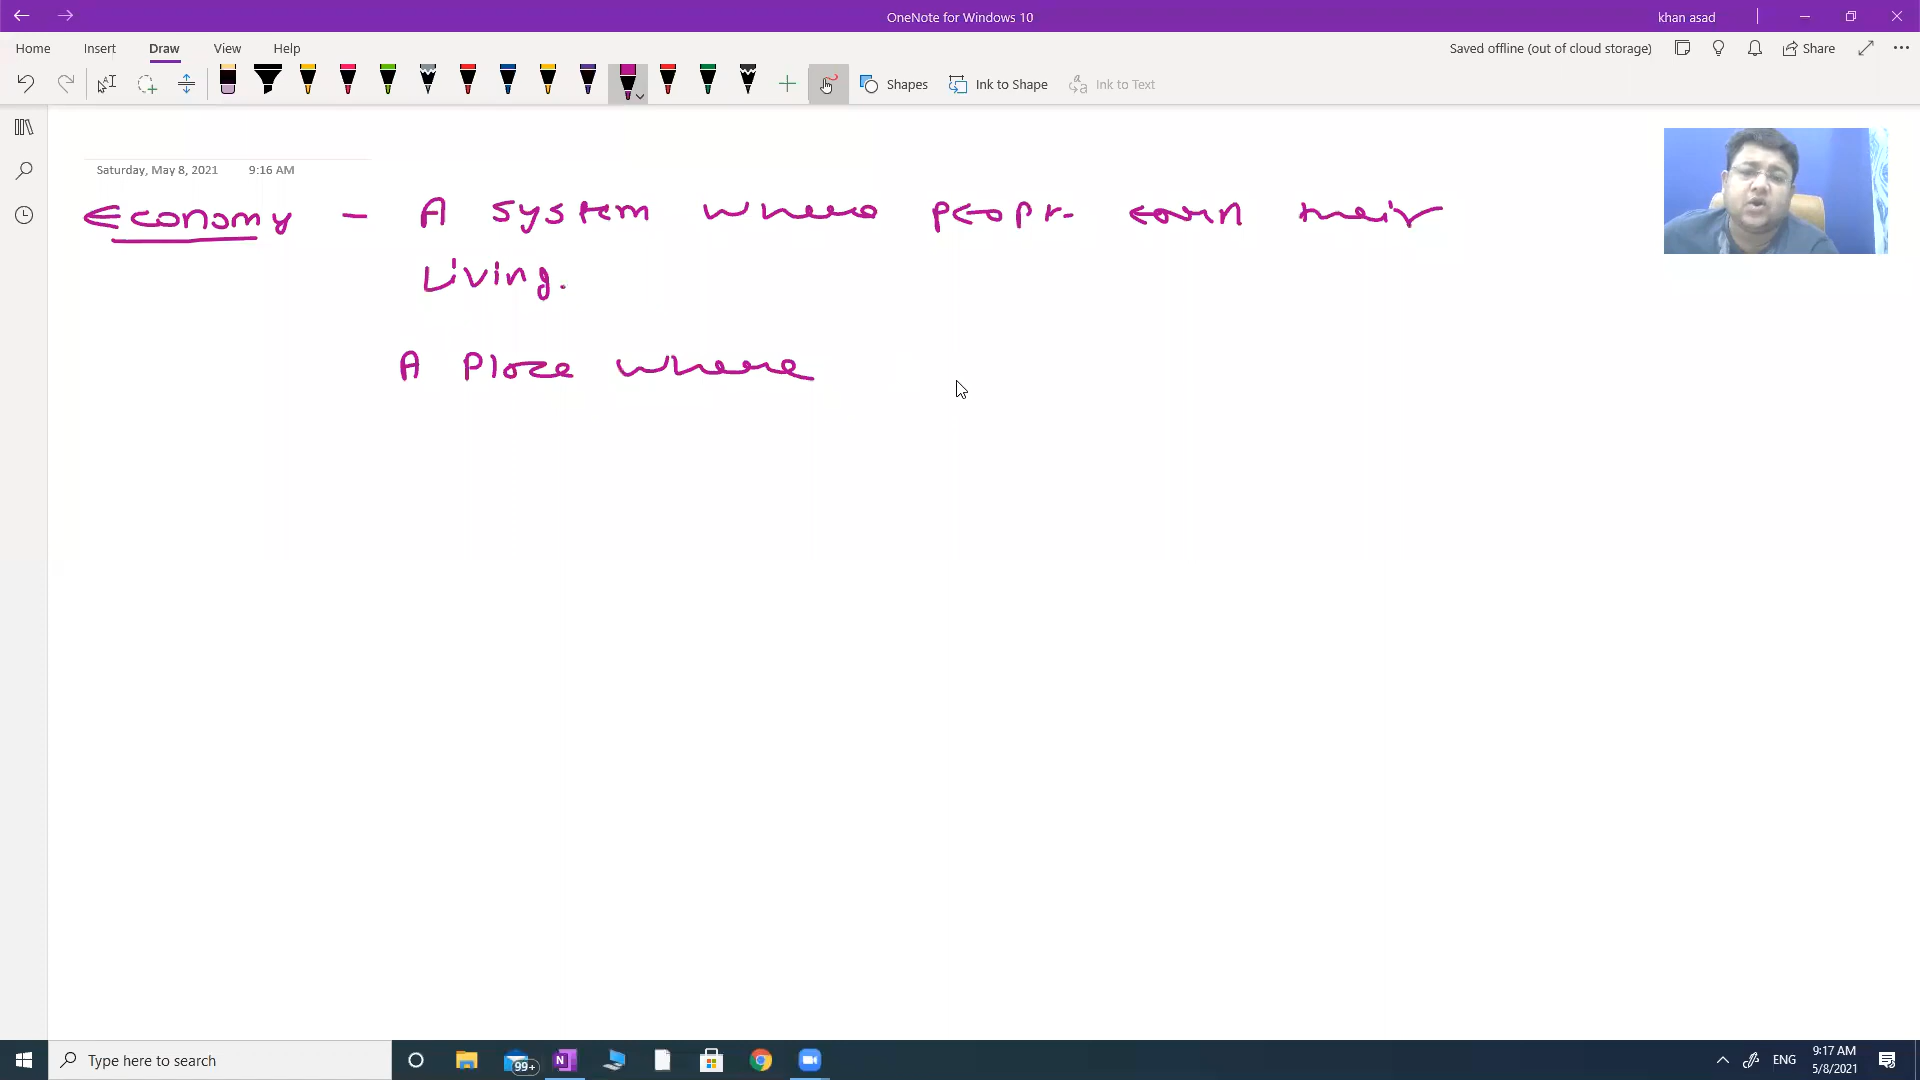 OneNote for Windows 10
khan asad
Home Insert Draw View Help
Saved offline (out of cloud storage) Share
Shapes Ink to Shape Ink to Text
Saturday, May 8, 2021 9:16 AM
Economy - A system where people earn their
Living.
A Place where
Type here to search
99+
ENG
9:17 AM
5/8/2021